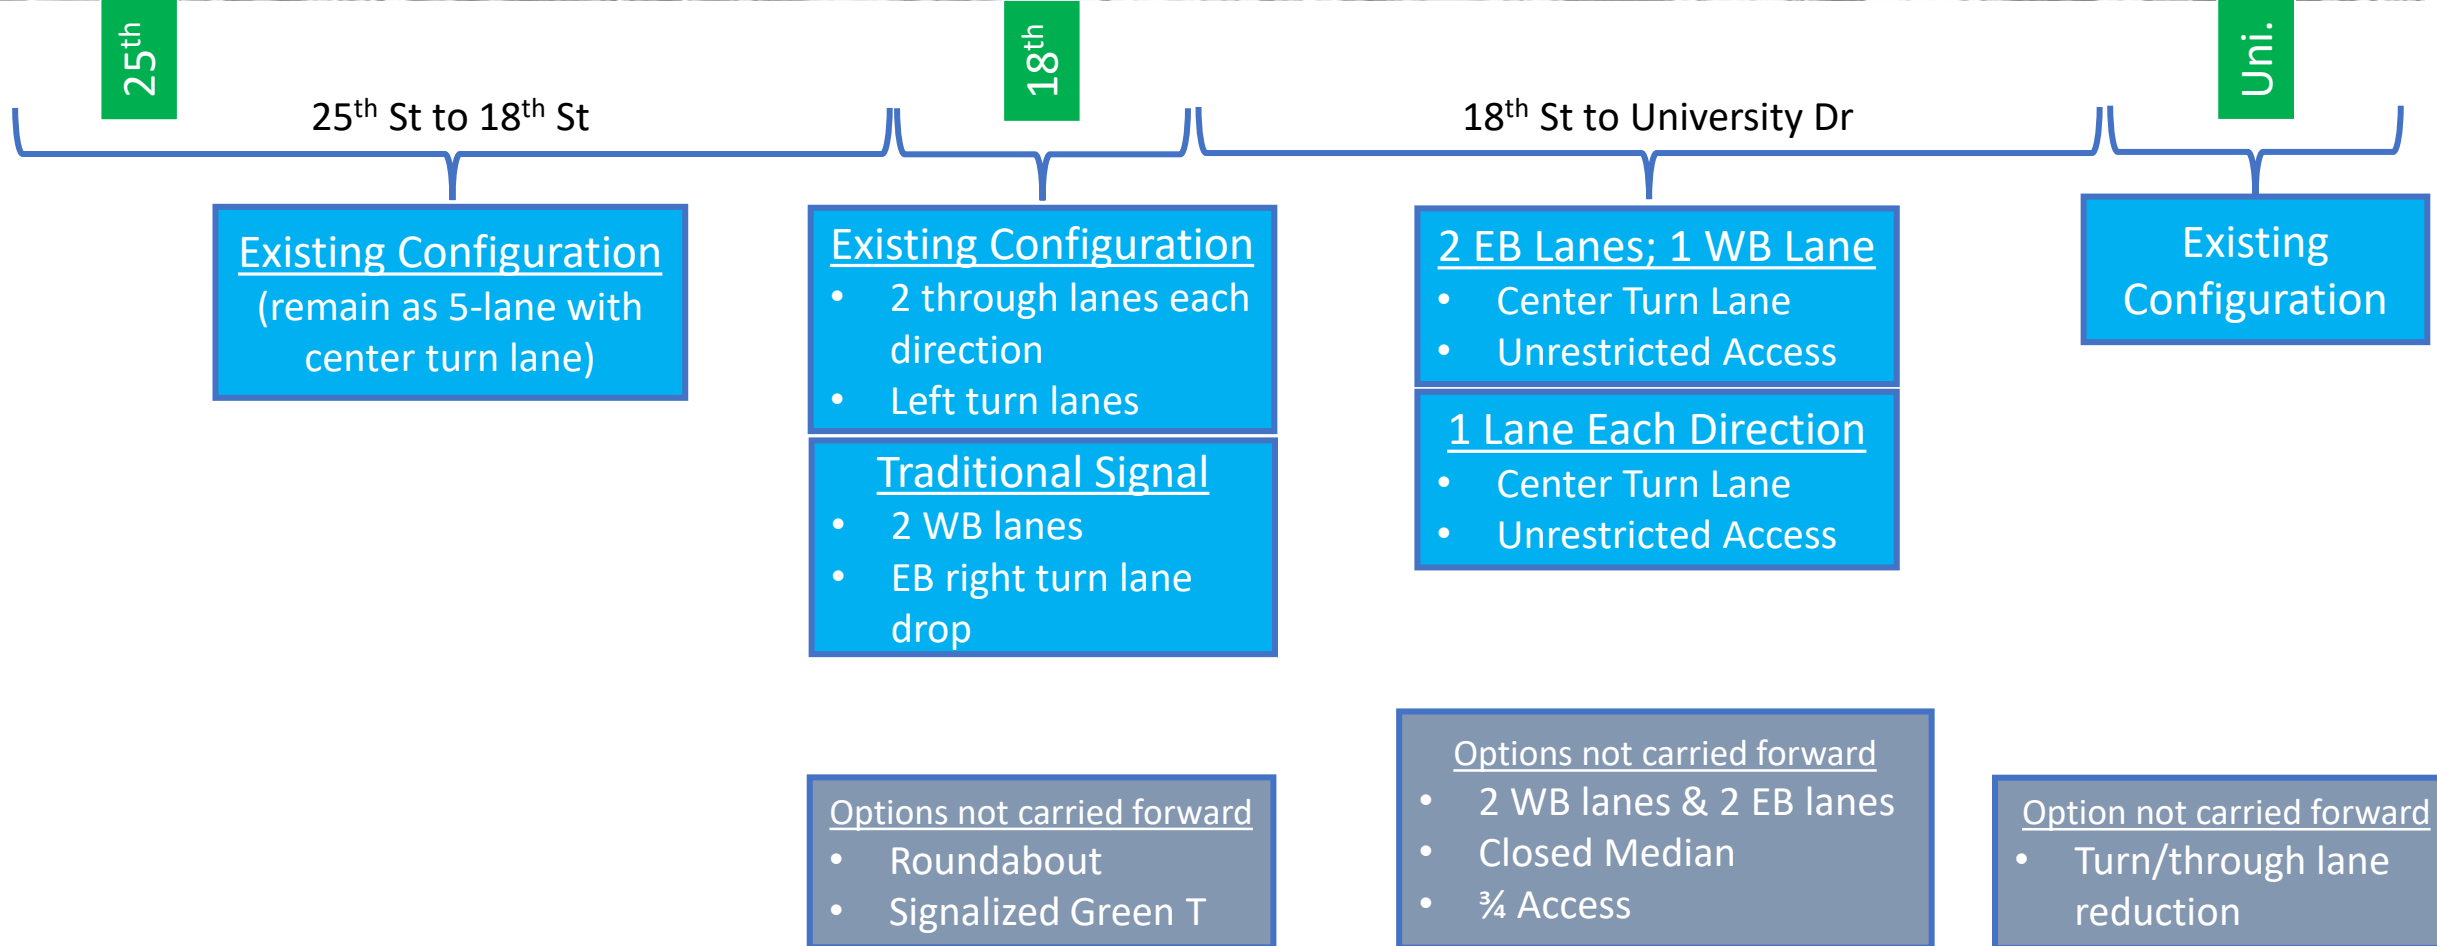 25th
18th
Uni.
25th St to 18th St
18th St to University Dr
Existing Configuration
(remain as 5-lane with
center turn lane)
Existing Configuration
• 2 through lanes each
direction
• Left turn lanes
Traditional Signal
• 2 WB lanes
• EB right turn lane
drop
2 EB Lanes; 1 WB Lane
• Center Turn Lane
• Unrestricted Access
1 Lane Each Direction
• Center Turn Lane
• Unrestricted Access
Existing
Configuration
Options not carried forward
• Roundabout
• Signalized Green T
Options not carried forward
• 2 WB lanes & 2 EB lanes
• Closed Median
• ¾ Access
Option not carried forward
• Turn/through lane
reduction